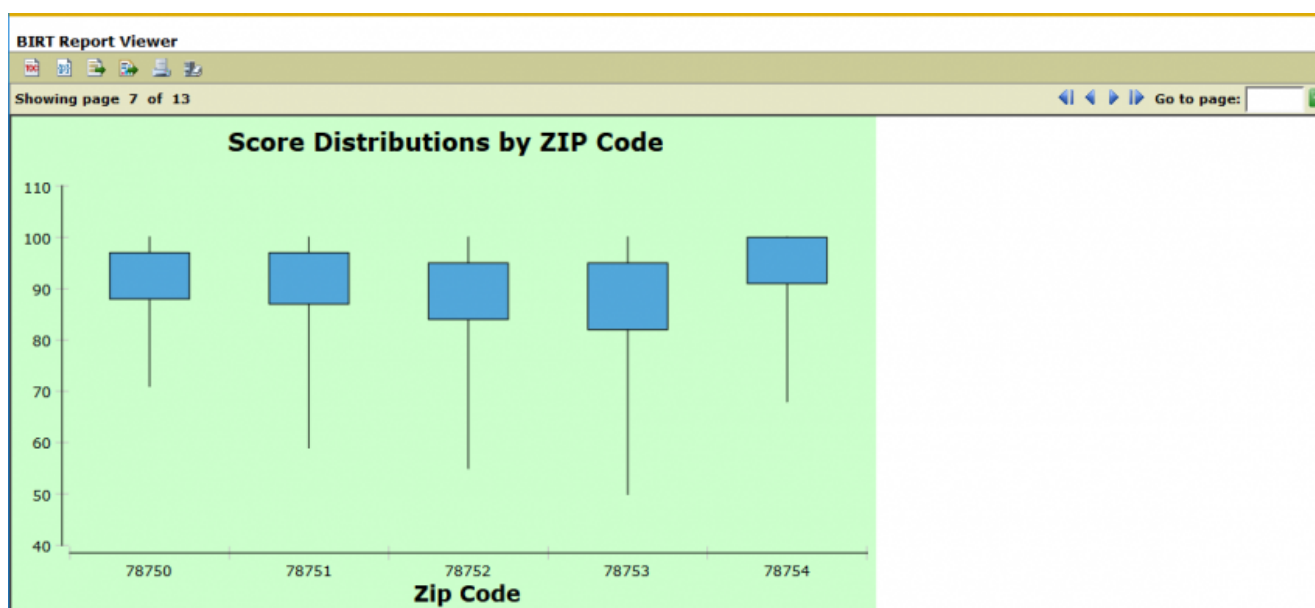 BIRT Report Viewer
Showing page 7 of 13 Go to page:
Score Distributions by ZIP Code
110
100
90
80
70
60
50
40
78750 78751 78752 78753 78754
Zip Code